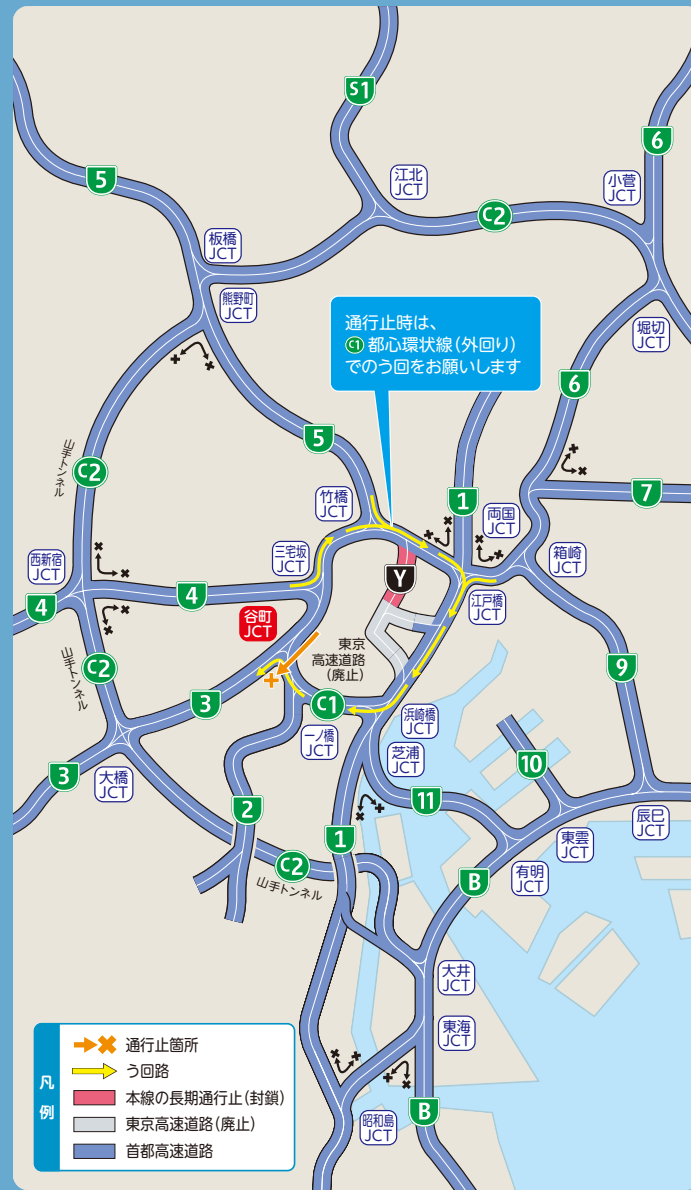 S1
6
5
江北
JCT
小菅
JCT
C2
板橋
JCT
熊野町
JCT
通行止時は、
C1 都心環状線(外回り)
でのう回をお願いします
堀切
JCT
6
5
山手トンネル
C2
竹橋
JCT
1
両国
JCT
7
西新宿
JCT
三宅坂
JCT
Y
箱崎
JCT
4
4
江戸橋
JCT
谷町
JCT
東京
高速道路
(廃止)
山手トンネル
C2
9
3
C1
浜崎橋
JCT
一ノ橋
JCT
芝浦
JCT
3
大橋
JCT
10
11
2
1
辰巳
JCT
東雲
JCT
有明
JCT
C2
山手トンネル
B
大井
JCT
東海
JCT
B
昭和島
JCT
凡例
通行止箇所
う回路
本線の長期通行止(封鎖)
東京高速道路(廃止)
首都高速道路